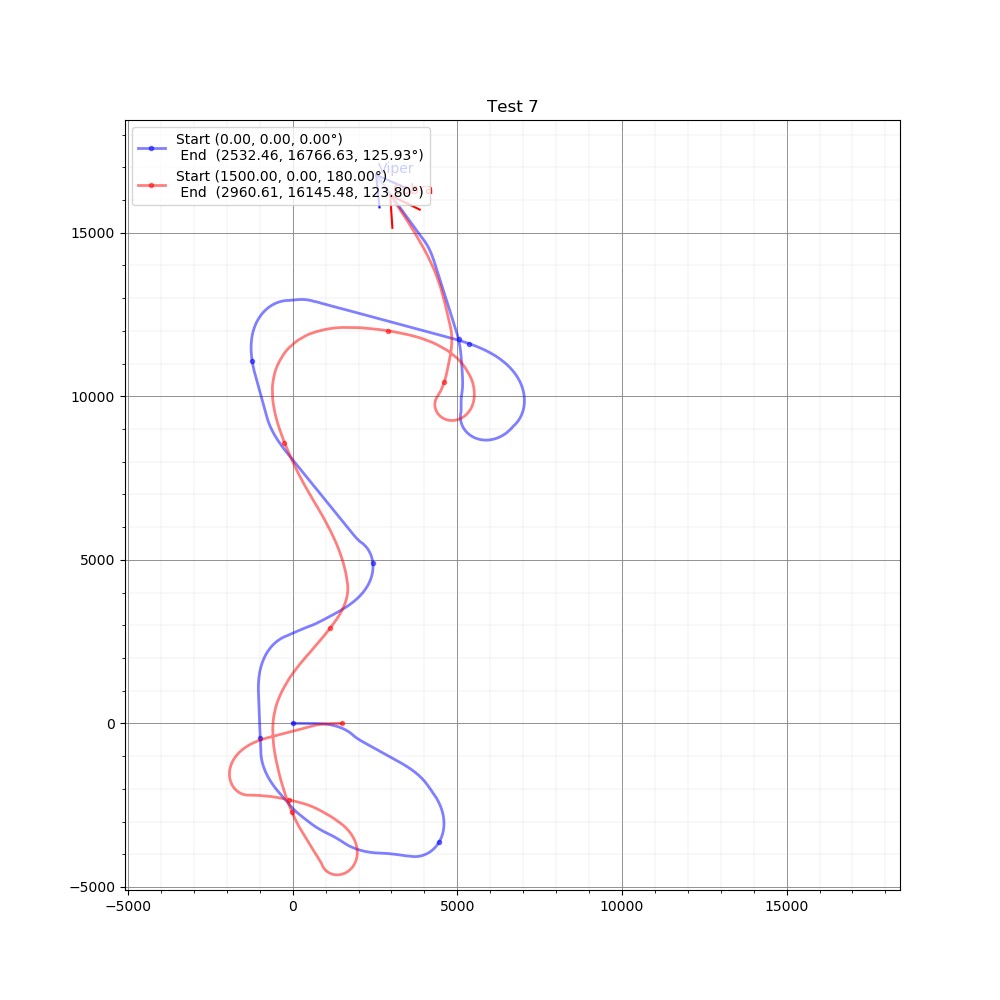 Test 7
Start (0.00, 0.00, 0.00°)
End (2532.46, 16766.63, 125.93°)
Start (1500.00, 0.00, 180.00°)
End (2960.61, 16145.48, 123.80°)
Viper
15000
10000
5000
0
−5000
−5000
0
5000
10000
15000